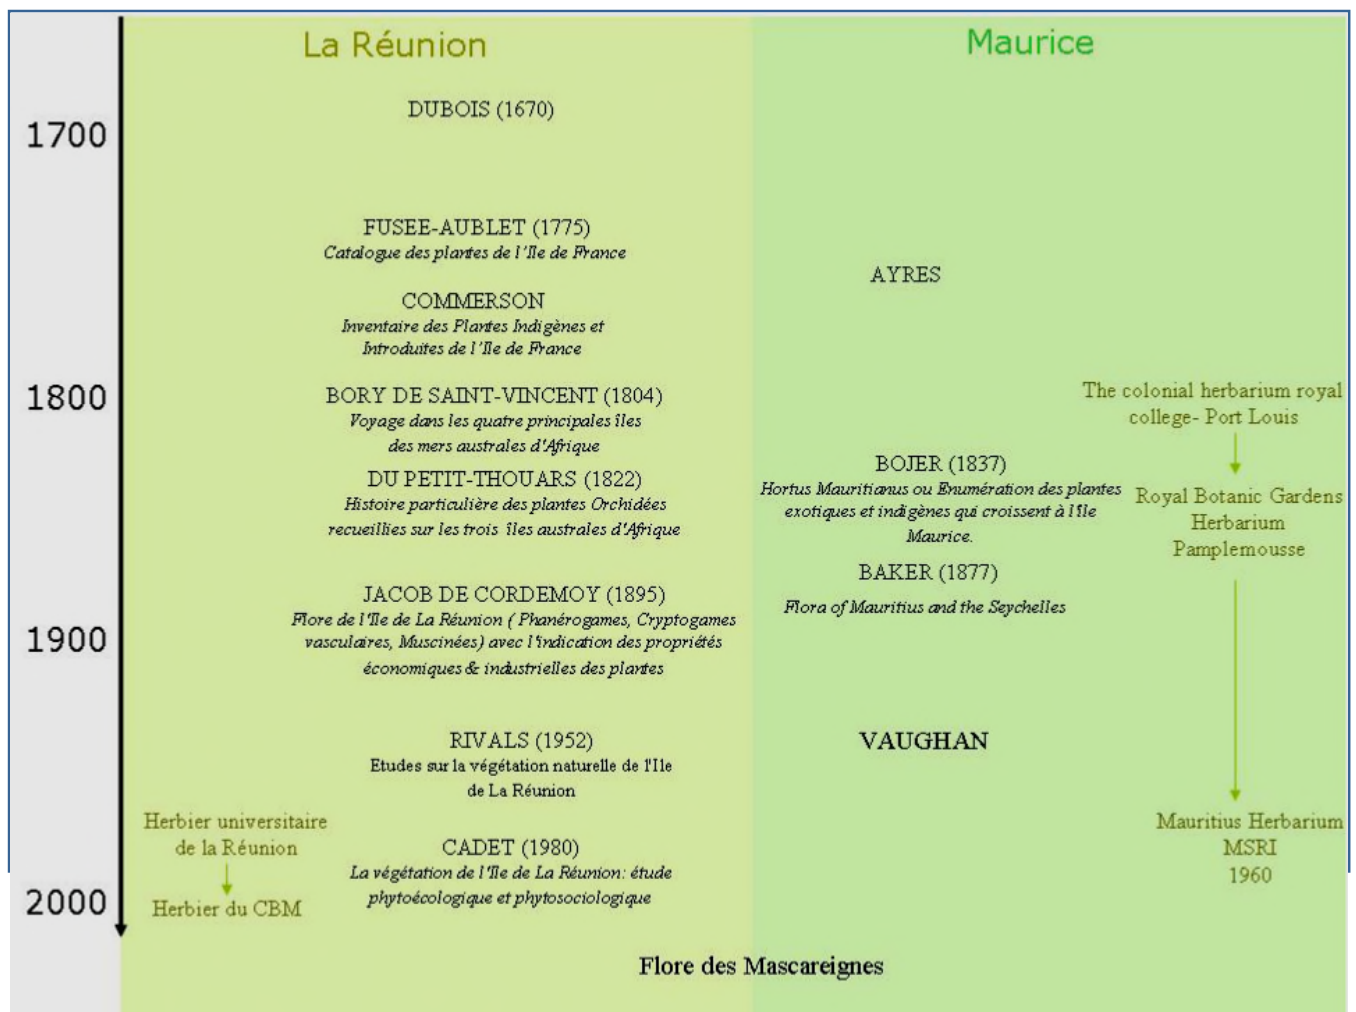 La Réunion
Maurice
1700
1800
1900
2000
DUBOIS (1670)
FUSEE-AUBLET (1775)
Catalogue des plantes de l'Ile de France
COMMERSON
Inventaire des Plantes Indigènes et
Introduites de l'Ile de France
BORY DE SAINT-VINCENT (1804)
Voyage dans les quatre principales îles
des mers australes d'Afrique
DU PETIT-THOUARS (1822)
Histoire particulière des plantes Orchidées
recueillies sur les trois îles australes d'Afrique
JACOB DE CORDEMOY (1895)
Flore de l'Ile de La Réunion ( Phanérogames, Cryptogames
vasculaires, Muscinées) avec l'indication des propriétés
économiques & industrielles des plantes
RIVALS (1952)
Etudes sur la végétation naturelle de l'Ile
de La Réunion
CADET (1980)
La végétation de l'Ile de La Réunion: étude
phytoécologique et phytosociologique
Herbier universitaire
de la Réunion
Herbier du CBM
AYRES
BOJER (1837)
Hortus Mauritianus ou Enumération des plantes
exotiques et indigènes qui croissent à l'île
Maurice.
BAKER (1877)
Flora of Mauritius and the Seychelles
VAUGHAN
The colonial herbarium royal
college- Port Louis
Royal Botanic Gardens
Herbarium
Pamplemousse
Mauritius Herbarium
MSRI
1960
Flore des Mascareignes